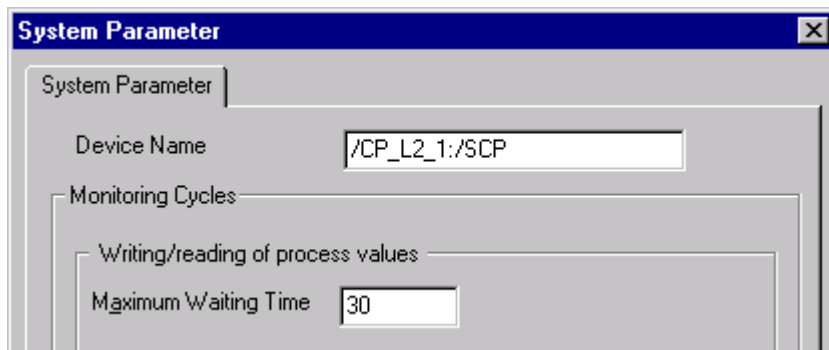 System Parameter
System Parameter
Device Name /CP_L2_1:/SCP
Monitoring Cycles
Writing/reading of process values
Maximum Waiting Time 30